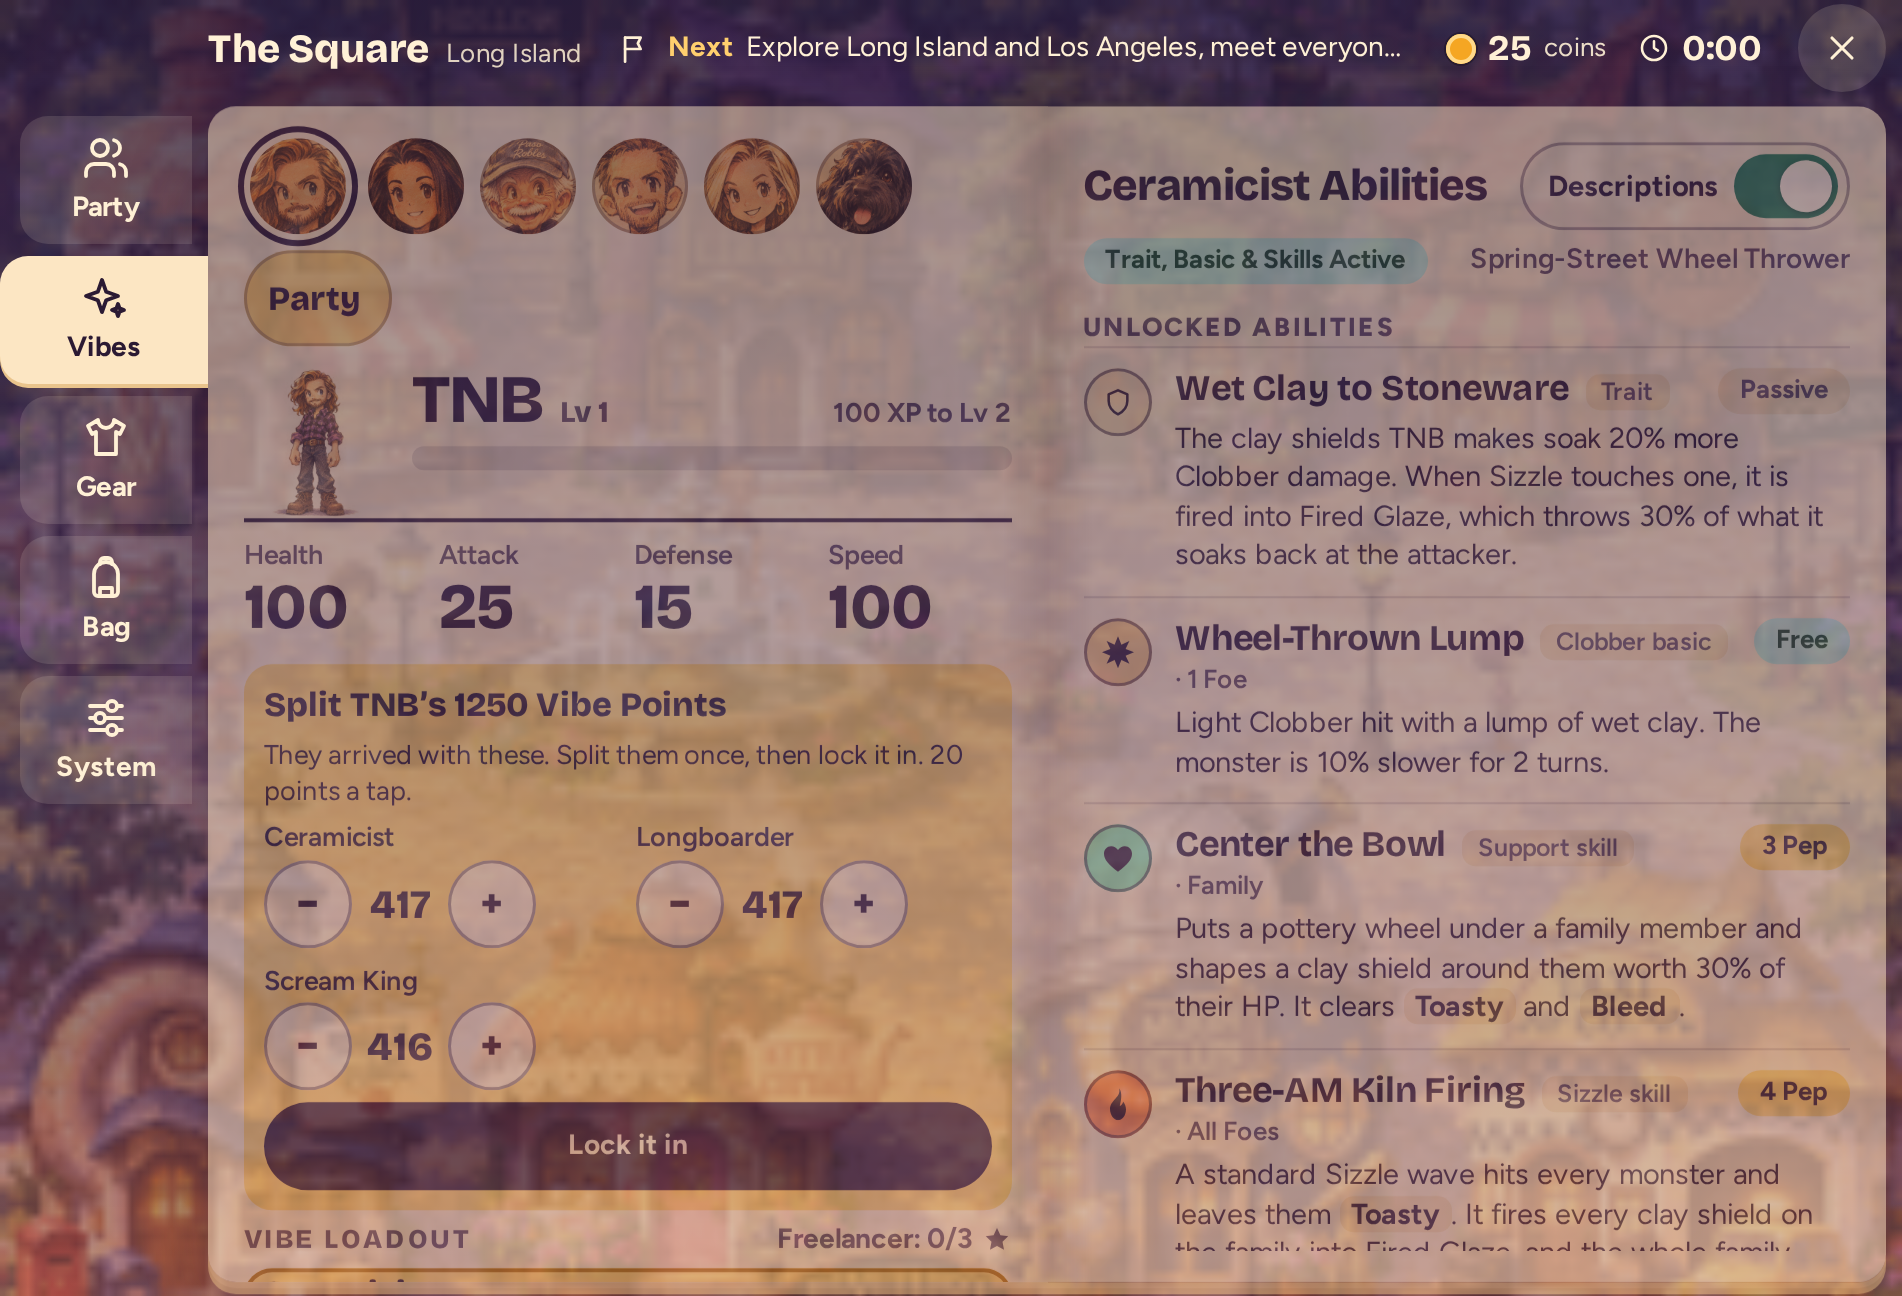 The Square Long Island Next Explore Long Island and Los Angeles, meet everyon... 25 coins 0:00
Party
Vibes
Gear
Bag
System
Party
TNB Lv 1 100 XP to Lv 2
Health Attack Defense Speed
100 25 15 100
Split TNB's 1250 Vibe Points
They arrived with these. Split them once, then lock it in. 20
points a tap.
Ceramicist Longboarder
− 417 + − 417 +
Scream King
− 416 +
Lock it in
VIBE LOADOUT Freelancer: 0/3
Ceramicist Abilities Descriptions
Trait, Basic & Skills Active Spring-Street Wheel Thrower
UNLOCKED ABILITIES
Wet Clay to Stoneware Trait Passive
The clay shields TNB makes soak 20% more
Clobber damage. When Sizzle touches one, it is
fired into Fired Glaze, which throws 30% of what it
soaks back at the attacker.
Wheel-Thrown Lump Clobber basic Free
· 1 Foe
Light Clobber hit with a lump of wet clay. The
monster is 10% slower for 2 turns.
Center the Bowl Support skill 3 Pep
· Family
Puts a pottery wheel under a family member and
shapes a clay shield around them worth 30% of
their HP. It clears Toasty and Bleed .
Three-AM Kiln Firing Sizzle skill 4 Pep
· All Foes
A standard Sizzle wave hits every monster and
leaves them Toasty . It fires every clay shield on
the family into Fired Glaze, and the whole family